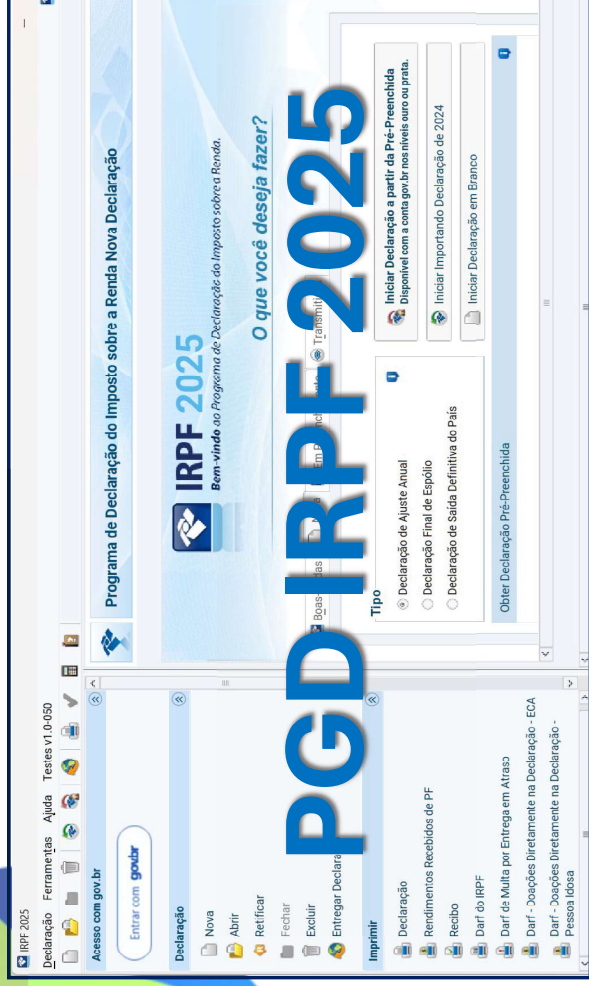 IRPF 2025
Declaração Ferramentas Ajuda Testes v1.0-050
Acesso com gov.br
Entrar com gov.br
Declaração
Nova
Abrir
Retificar
Fechar
Excluir
Entregar Declara
Imprimir
Declaração
Rendimentos Recebidos de PF
Recibo
Darf do IRPF
Darf de Multa por Entrega em Atraso
Darf - Doações Diretamente na Declaração - ECA
Darf - Doações Diretamente na Declaração -
Pessoa Idosa
Programa de Declaração do Imposto sobre a Renda Nova Declaração
IRPF 2025
Bem-vindo ao Programa de Declaração do Imposto sobre a Renda.
O que você deseja fazer?
PGD IRPF 2025
Tipo
Declaração de Ajuste Anual
Declaração Final de Espólio
Declaração de Saída Definitiva do País
Iniciar Declaração a partir da Pré-Preenchida
Disponível com a conta gov.br nos níveis ouro ou prata.
Iniciar Importando Declaração de 2024
Iniciar Declaração em Branco
Obter Declaração Pré-Preenchida